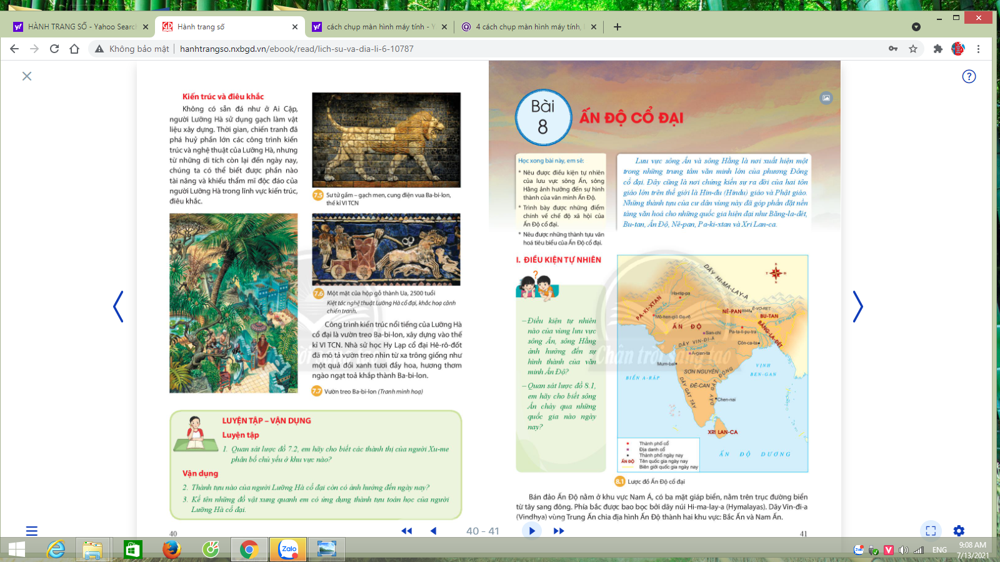 HÀNH TRANG SỐ - Yahoo Searc
Hành trang số
cách chụp màn hình máy tính - Y
4 cách chụp màn hình máy tính,
Không bảo mật
hanhtrangso.nxbgd.vn/ebook/read/lich-su-va-dia-li-6-10787
Kiến trúc và điêu khắc
Không có sẵn đá như ở Ai Cập,
người Lưỡng Hà sử dụng gạch làm vật
liệu xây dựng. Thời gian, chiến tranh đã
phá huỷ phần lớn các công trình kiến
trúc và nghệ thuật của Lưỡng Hà, nhưng
từ những di tích còn lại đến ngày nay,
chúng ta có thể biết được phần nào
tài năng và khiếu thẩm mĩ độc đáo của
người Lưỡng Hà trong lĩnh vực kiến trúc,
điêu khắc.
7.5 Sư tử gầm – gạch men, cung điện vua Ba-bi-lon,
thế kỉ VI TCN
7.6 Một mặt của hộp gỗ thành Ua, 2500 tuổi
Kiệt tác nghệ thuật Lưỡng Hà cổ đại, khắc hoạ cảnh
chiến tranh.
Công trình kiến trúc nổi tiếng của Lưỡng Hà
cổ đại là vườn treo Ba-bi-lon, xây dựng vào thế
kỉ VI TCN. Nhà sử học Hy Lạp cổ đại Hê-rô-đốt
đã mô tả vườn treo nhìn từ xa trông giống như
một quả đồi xanh tươi đầy hoa, hương thơm
ngào ngạt toả khắp thành Ba-bi-lon.
7.7 Vườn treo Ba-bi-lon (Tranh minh hoạ)
LUYỆN TẬP – VẬN DỤNG
Luyện tập
1. Quan sát lược đồ 7.2, em hãy cho biết các thành thị của người Xu-me
phân bố chủ yếu ở khu vực nào?
Vận dụng
2. Thành tựu nào của người Lưỡng Hà cổ đại còn có ảnh hưởng đến ngày nay?
3. Kể tên những đồ vật xung quanh em có ứng dụng thành tựu toán học của người
Lưỡng Hà cổ đại.
40
Bài
8
ẤN ĐỘ CỔ ĐẠI
Học xong bài này, em sẽ:
* Nêu được điều kiện tự nhiên
của lưu vực sông Ấn, sông
Hằng ảnh hưởng đến sự hình
thành của văn minh Ấn Độ.
* Trình bày được những điểm
chính về chế độ xã hội của
Ấn Độ cổ đại.
* Nêu được những thành tựu văn
hoá tiêu biểu của Ấn Độ cổ đại.
Lưu vực sông Ấn và sông Hằng là nơi xuất hiện một
trong những trung tâm văn minh lớn của phương Đông
cổ đại. Đây cũng là nơi chứng kiến sự ra đời của hai tôn
giáo lớn trên thế giới là Hin-đu (Hindu) giáo và Phật giáo.
Những thành tựu của cư dân vùng này đã góp phần đặt nền
tảng văn hoá cho những quốc gia hiện đại như Băng-la-đét,
Bu-tan, Ấn Độ, Nê-pan, Pa-ki-xtan và Xri Lan-ca.
I. ĐIỀU KIỆN TỰ NHIÊN
?
– Điều kiện tự nhiên
nào của vùng lưu vực
sông Ấn, sông Hằng
ảnh hưởng đến sự
hình thành của văn
minh Ấn Độ?
– Quan sát lược đồ 8.1,
em hãy cho biết sông
Ấn chảy qua những
quốc gia nào ngày
nay?
DÃY HI-MA-LAY-A
Ha-ráp-pa
PA-KI-XTAN
Mô-hen-giô Đa-rô
NÊ-PAN
8848
Ê-VƠ-RET
BU-TAN
BĂNG-LA-ĐÉT
ẤN ĐỘ
San-chi
Pa-ta-li-pu-tra
Côn-ca-ta
DÃY VIN-ĐI-A
A-gian-ta
Mum-bai
SƠN NGUYÊN
ĐÊ-CAN
DÃY GÁT TÂY
DÃY GÁT ĐÔNG
Chen-nai
BIỂN A-RÁP
VỊNH
BEN-GAN
XRI LAN-CA
ẤN ĐỘ DƯƠNG
Thành phố cổ
Địa danh cổ
Thành phố ngày nay
ẤN ĐỘ Tên quốc gia ngày nay
Biên giới quốc gia ngày nay
8.1 Lược đồ Ấn Độ cổ đại
Chân trời sáng tạo
Bán đảo Ấn Độ nằm ở khu vực Nam Á, có ba mặt giáp biển, nằm trên trục đường biển
từ tây sang đông. Phía bắc được bao bọc bởi dãy núi Hi-ma-lay-a (Hymalayas). Dãy Vin-đi-a
(Vindhya) vùng Trung Ấn chia địa hình Ấn Độ thành hai khu vực: Bắc Ấn và Nam Ấn.
41
40 - 41
Zalo
ENG
9:08 AM
7/13/2021